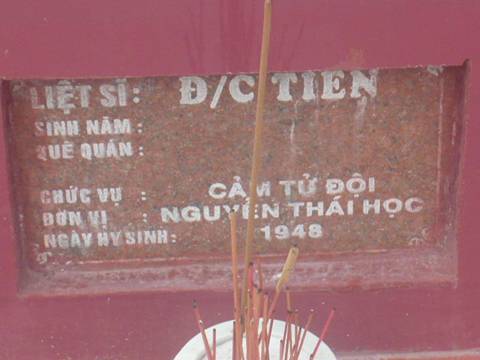 LIỆT SĨ: Đ/C TIẾN
SINH NĂM :
QUÊ QUÁN :
CHỨC VỤ : CẢM TỬ ĐỘI
ĐƠN VỊ : NGUYỄN THÁI HỌC
NGÀY HY SINH: 1948